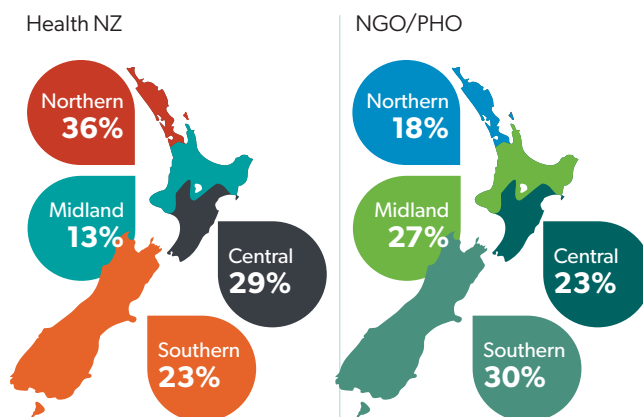 Health NZ
Northern
36%
Midland
13%
Central
29%
Southern
23%
NGO/PHO
Northern
18%
Midland
27%
Central
23%
Southern
30%